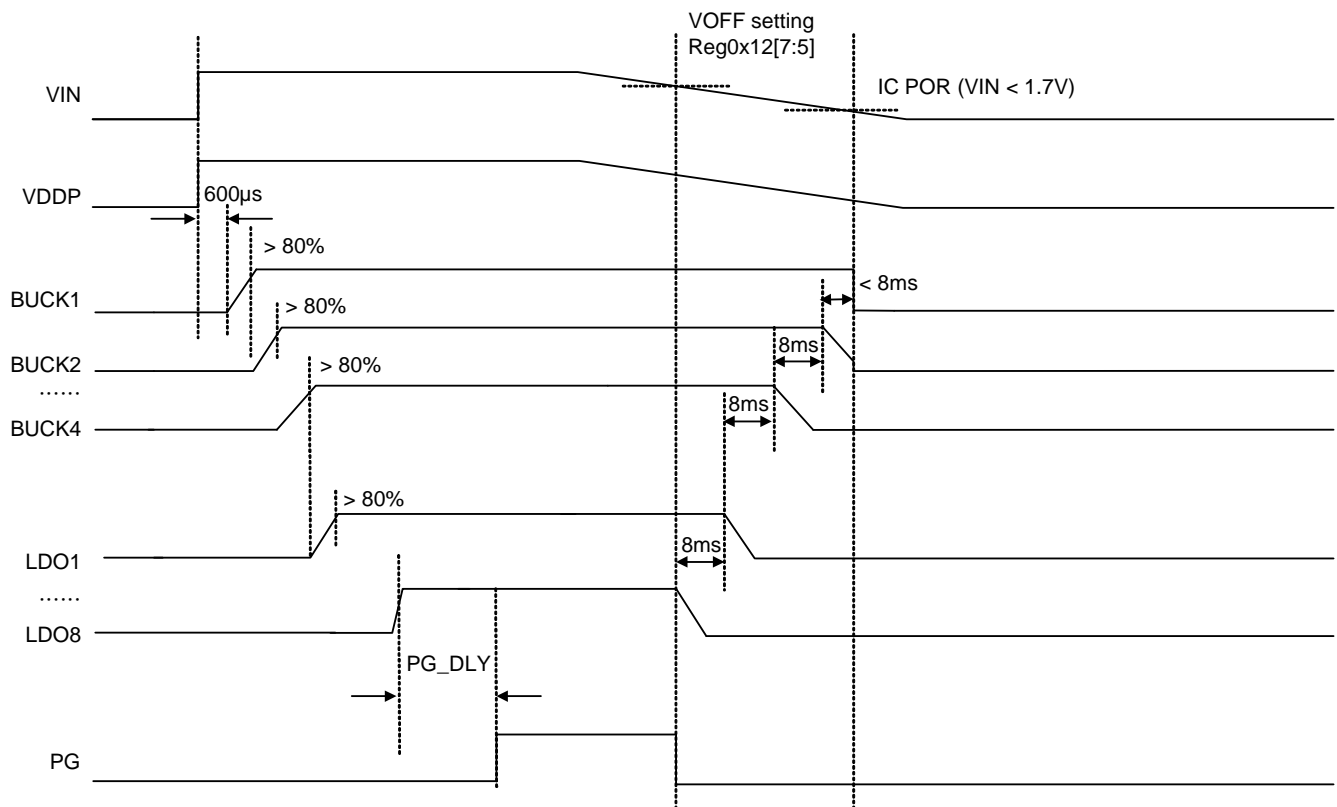 VOFF setting
Reg0x12[7:5]
VIN
IC POR (VIN < 1.7V)
VDDP
600µs
> 80%
BUCK1
< 8ms
> 80%
BUCK2
8ms
......
> 80%
8ms
BUCK4
> 80%
8ms
LDO1
......
LDO8
PG_DLY
PG